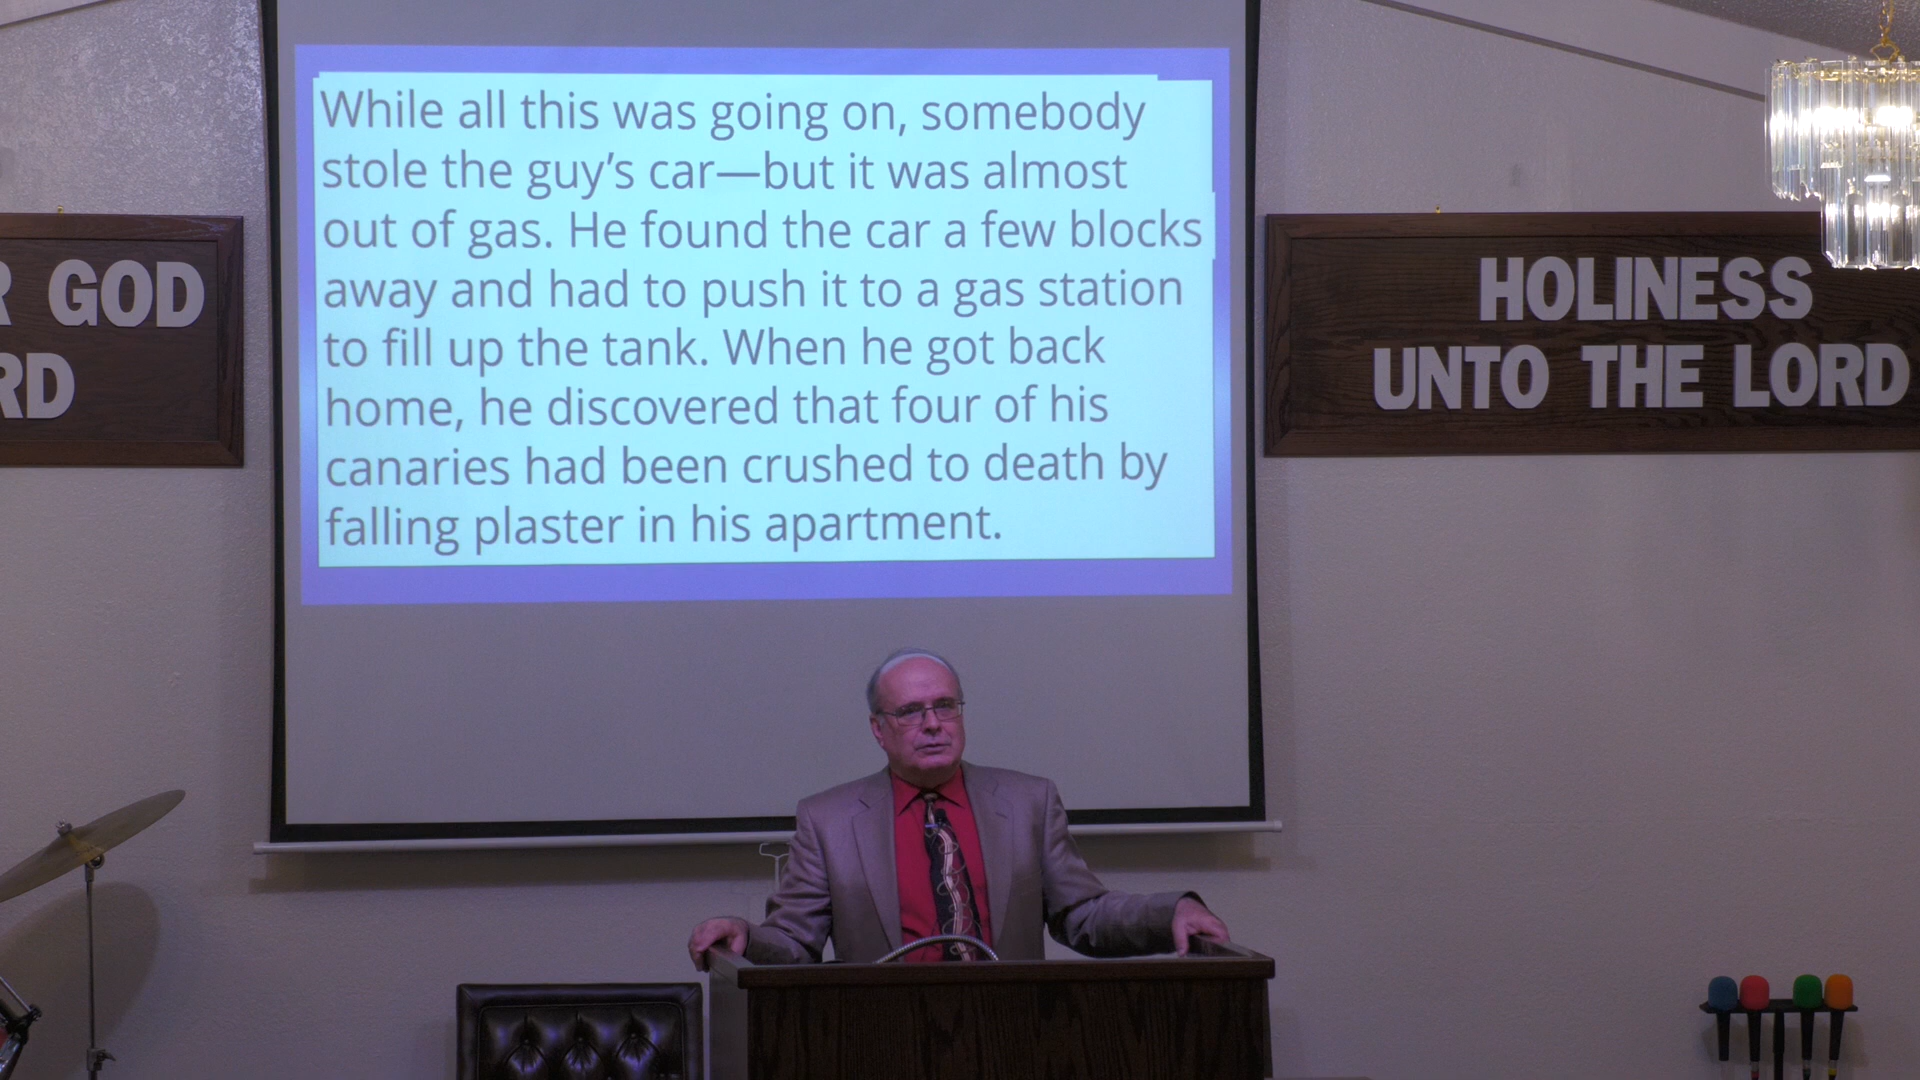 While all this was going on, somebody
stole the guy's car—but it was almost
out of gas. He found the car a few blocks
away and had to push it to a gas station
to fill up the tank. When he got back
home, he discovered that four of his
canaries had been crushed to death by
falling plaster in his apartment.
GOD
HOLINESS
UNTO THE LORD